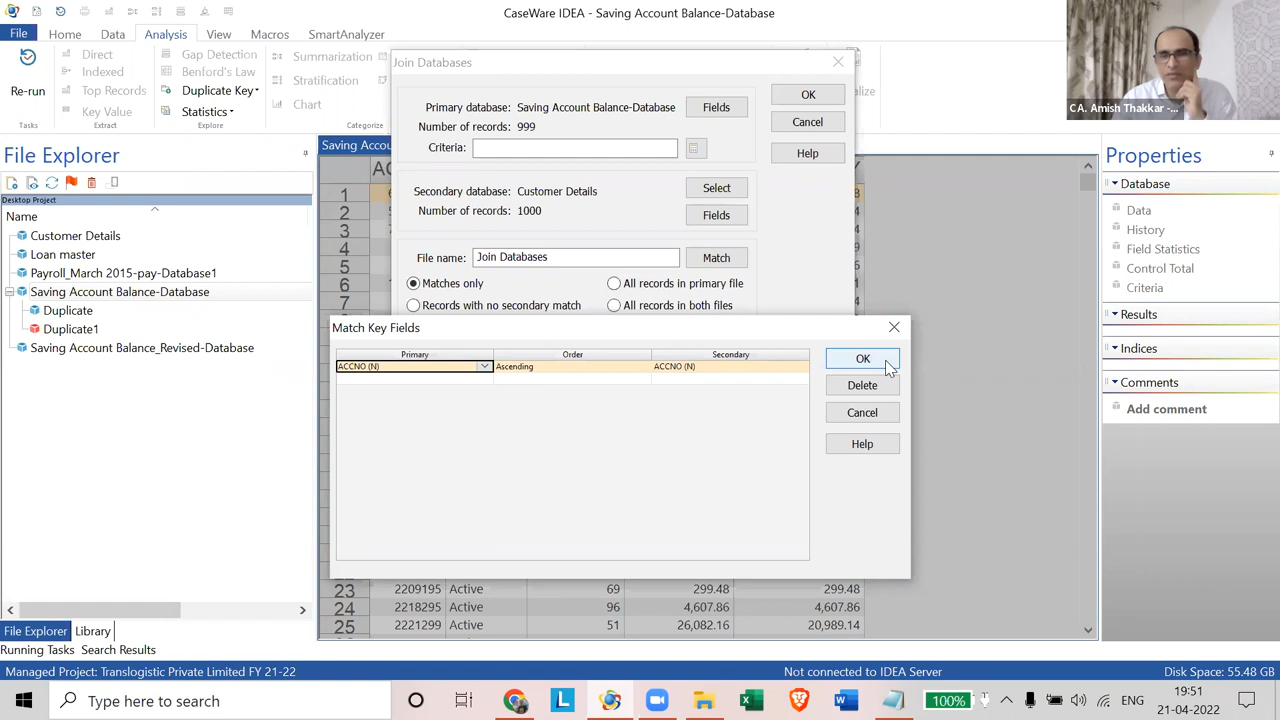 CaseWare IDEA - Saving Account Balance-Database
File Home Data Analysis View Macros SmartAnalyzer
Re-run
Tasks
Direct
Indexed
Top Records
Key Value
Gap Detection
Benford's Law
Duplicate Key
Statistics
Explore
Summarization
Stratification
Chart
Categorize
CA. Amish Thakkar -...
File Explorer
Desktop Project
Name
Customer Details
Loan master
Payroll_March 2015-pay-Database1
Saving Account Balance-Database
Duplicate
Duplicate1
Saving Account Balance_Revised-Database
File Explorer Library
Running Tasks Search Results
Join Databases
Primary database: Saving Account Balance-Database Fields
Number of records: 999
Criteria:
OK
Cancel
Help
Secondary database: Customer Details Select
Number of records: 1000 Fields
File name: Join Databases Match
Matches only All records in primary file
Records with no secondary match All records in both files
Match Key Fields
Primary Order Secondary
ACCNO (N) Ascending ACCNO (N)
OK
Delete
Cancel
Help
1
2
3
4
5
6
7
23 2209195 Active 69 299.48 299.48
24 2218295 Active 96 4,607.86 4,607.86
25 2221299 Active 51 26,082.16 20,989.14
Properties
Database
Data
History
Field Statistics
Control Total
Criteria
Results
Indices
Comments
Add comment
Managed Project: Translogistic Private Limited FY 21-22 Not connected to IDEA Server Disk Space: 55.48 GB
Type here to search
100%
ENG
19:51
21-04-2022